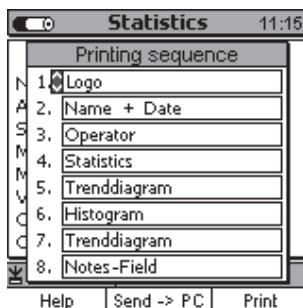 Statistics 11:15
Printing sequence
1. Logo
2. Name + Date
3. Operator
4. Statistics
5. Trenddiagram
6. Histogram
7. Trenddiagram
8. Notes-Field
Help Send -> PC Print